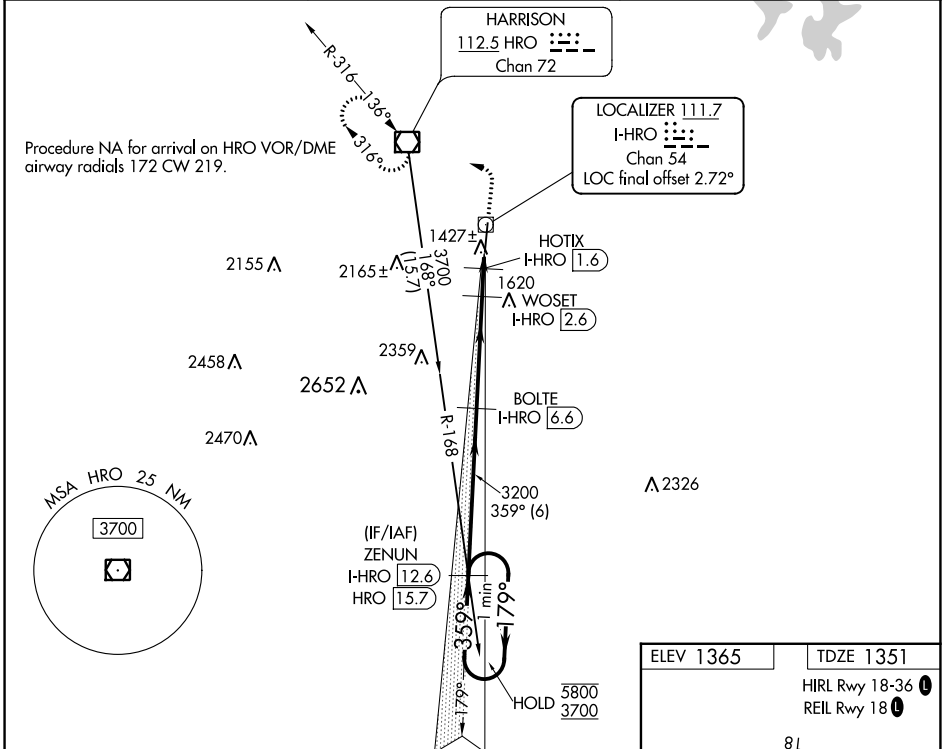 HARRISON
112.5 HRO
Chan 72
R-316
136°
316°
Procedure NA for arrival on HRO VOR/DME
airway radials 172 CW 219.
LOCALIZER 111.7
I-HRO
Chan 54
LOC final offset 2.72°
1427±
HOTIX
I-HRO 1.6
2155
2165±
3700
168°
(15.7)
1620
WOSET
I-HRO 2.6
2458
2359
2652
BOLTE
I-HRO 6.6
R-168
2470
2326
MSA HRO 25 NM
3700
3200
359° (6)
(IF/IAF)
ZENUN
I-HRO 12.6
HRO 15.7
359°
1 min
179°
179°
HOLD 5800
3700
ELEV 1365
TDZE 1351
HIRL Rwy 18-36 L
REIL Rwy 18 L
18